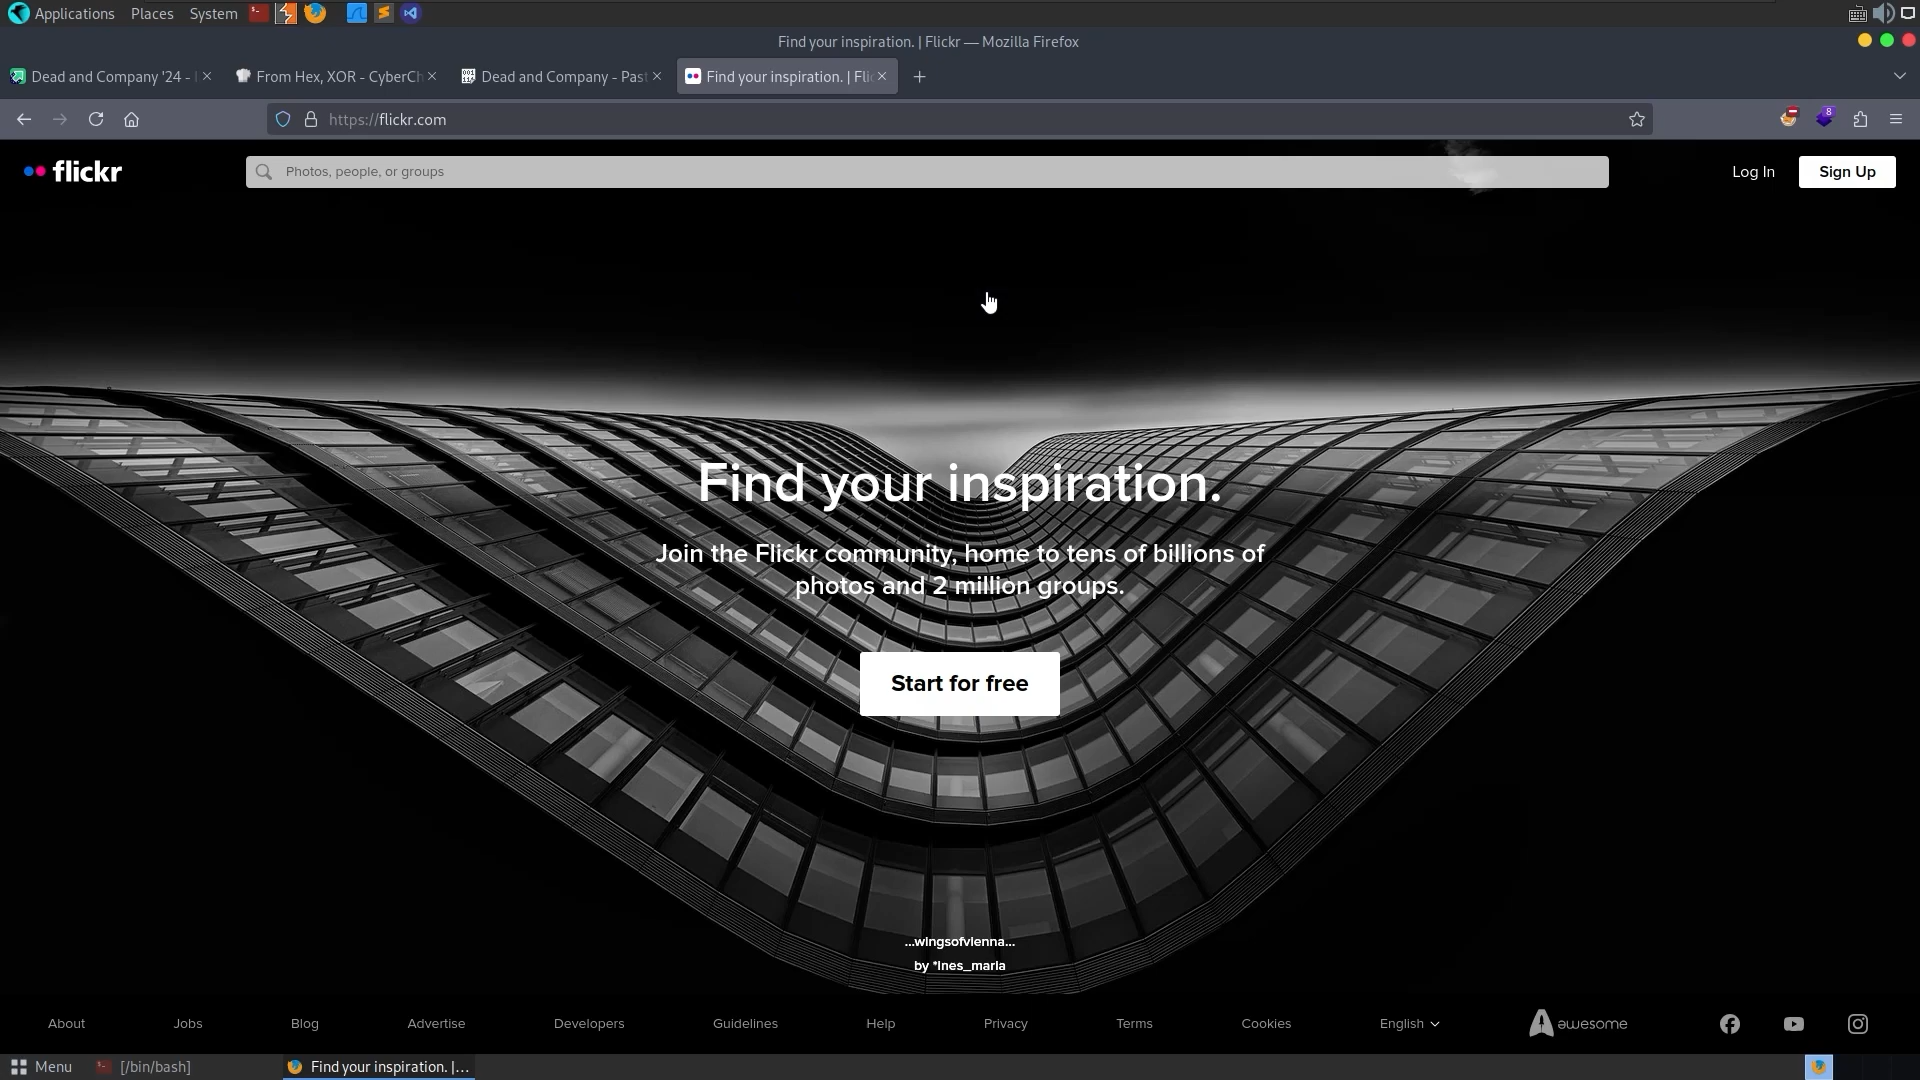 Applications Places System
Find your inspiration. | Flickr — Mozilla Firefox
Dead and Company '24 -
From Hex, XOR - CyberCh
Dead and Company - Past
Find your inspiration. | Flic
https://flickr.com
8
flickr
Photos, people, or groups
Log In
Sign Up
Find your inspiration.
Join the Flickr community, home to tens of billions of
photos and 2 million groups.
Start for free
...wingsofvienna...
by *ines_maria
About Jobs Blog Advertise Developers Guidelines Help Privacy Terms Cookies English awesome
Menu [/bin/bash] Find your inspiration. |...